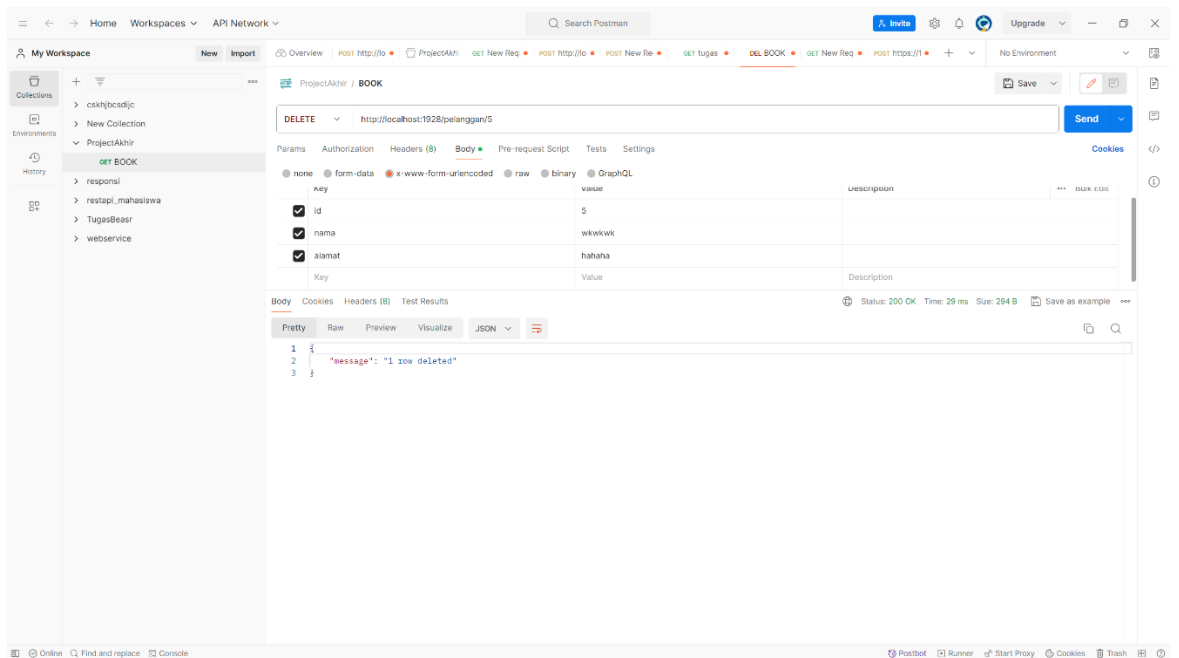 Home Workspaces API Network Search Postman Invite Upgrade
My Workspace New Import Overview POST http://lo ProjectAkh GET New Req POST http://lo POST New Re GET tugas DEL BOOK GET New Req POST https://1 No Environment
Collections
Environments
History
cskhjbcsdijc
New Collection
ProjectAkhir
GET BOOK
responsi
restapi_mahasiswa
TugasBeasr
webservice
ProjectAkhir / BOOK Save
DELETE http://localhost:1928/pelanggan/5 Send
Params Authorization Headers (8) Body Pre-request Script Tests Settings Cookies
none form-data x-www-form-urlencoded raw binary GraphQL
Key Value Description Bulk Edit
id 5
nama wkwkwk
alamat hahaha
Key Value Description
Body Cookies Headers (8) Test Results Status: 200 OK Time: 29 ms Size: 294 B Save as example
Pretty Raw Preview Visualize JSON
1 {
2 "message": "1 row deleted"
3 }
Online Find and replace Console Postbot Runner Start Proxy Cookies Trash